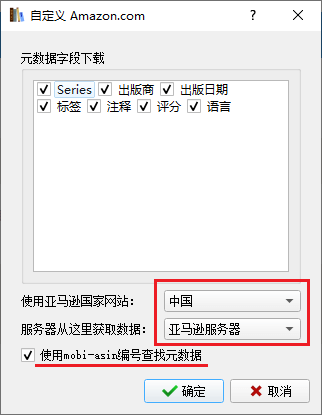 自定义 Amazon.com
元数据字段下载
Series 出版商 出版日期
标签 注释 评分 语言
使用亚马逊国家网站： 中国
服务器从这里获取数据： 亚马逊服务器
使用mobi-asin编号查找元数据
确定 取消